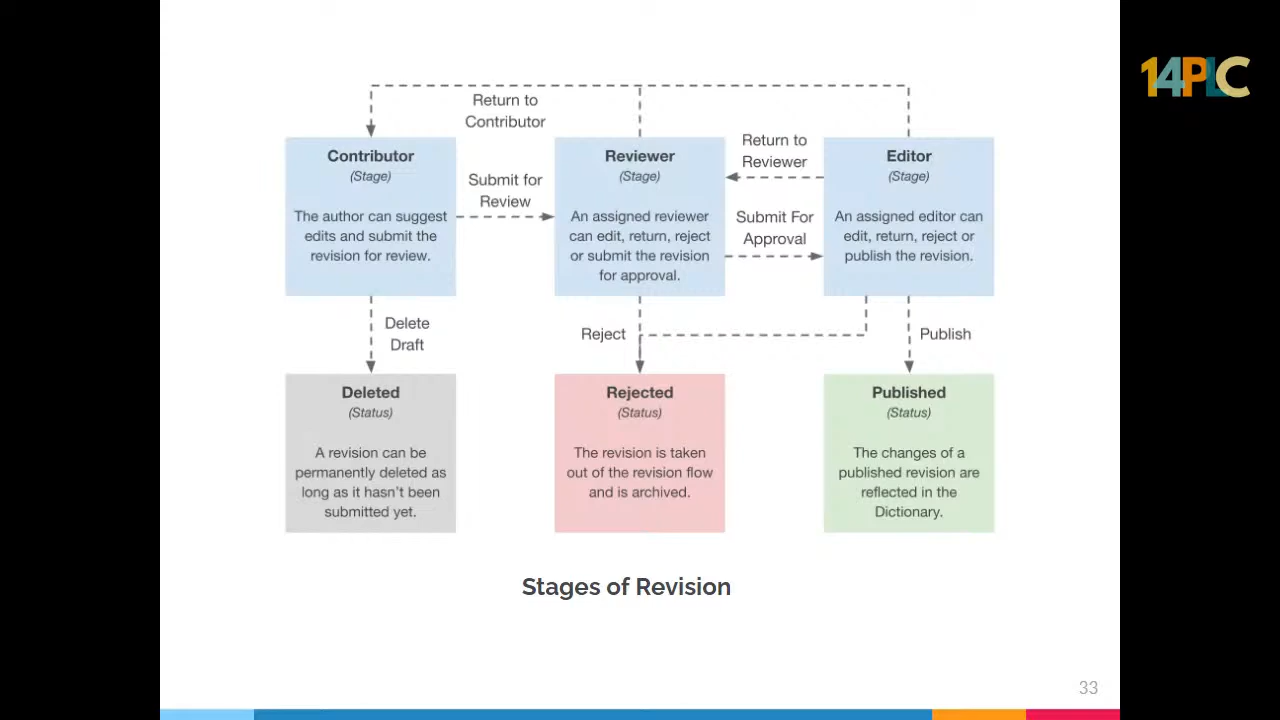 14PLC
Return to
Contributor
Contributor
(Stage)
The author can suggest
edits and submit the
revision for review.
Submit for
Review
Reviewer
(Stage)
An assigned reviewer
can edit, return, reject
or submit the revision
for approval.
Return to
Reviewer
Submit For
Approval
Editor
(Stage)
An assigned editor can
edit, return, reject or
publish the revision.
Delete
Draft
Reject
Publish
Deleted
(Status)
A revision can be
permanently deleted as
long as it hasn't been
submitted yet.
Rejected
(Status)
The revision is taken
out of the revision flow
and is archived.
Published
(Status)
The changes of a
published revision are
reflected in the
Dictionary.
Stages of Revision
33